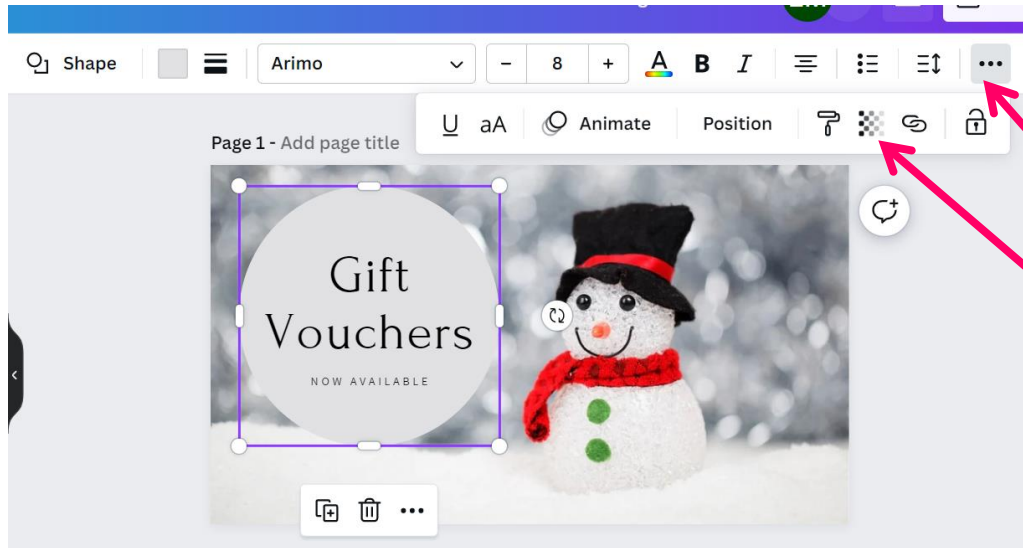 Shape Arimo - 8 + A B I
U aA Animate Position
Page 1 - Add page title
Gift
Vouchers
NOW AVAILABLE